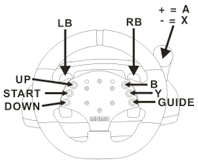 LB
RB
+ = A
- = X
UP
START
DOWN
B
Y
GUIDE